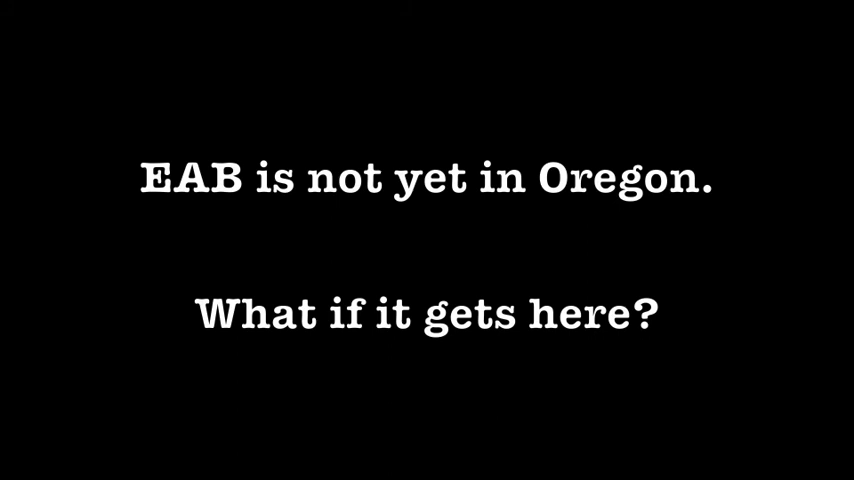 EAB is not yet in Oregon.
What if it gets here?